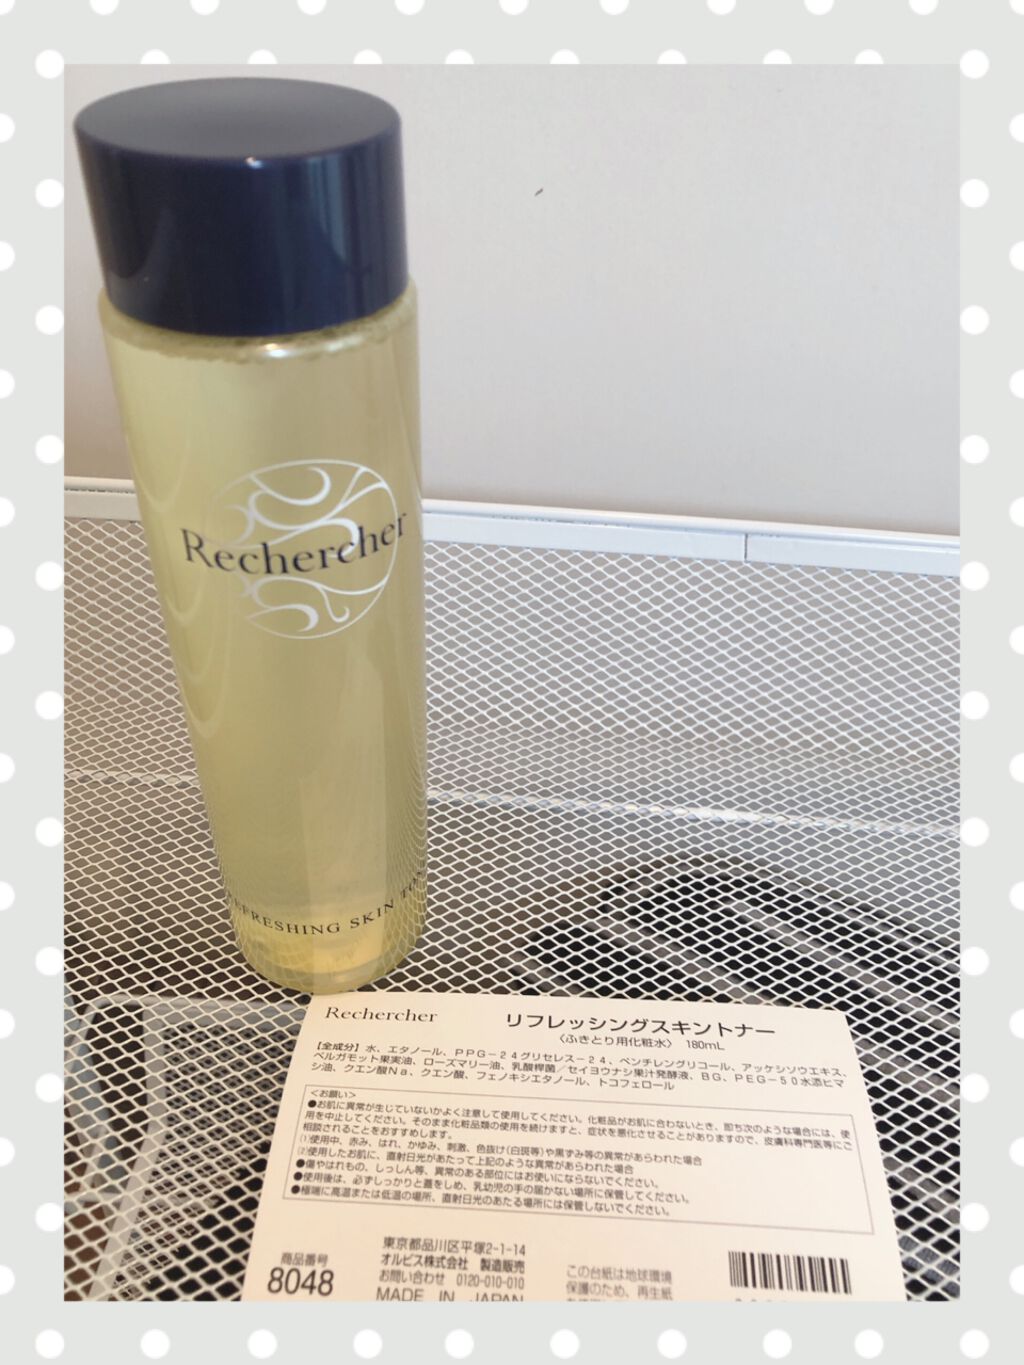 Rechercher
REFRESHING SKIN TON
Rechercher
リフレッシングスキントナー
〈ふきとり用化粧水〉 180mL
【全成分】水、エタノール、PPG－24グリセレス－24、ペンチレングリコール、アッケシソウエキス、
ベルガモット果実油、ローズマリー油、乳酸桿菌／セイヨウナシ果汁発酵液、BG、PEG－50水添ヒマ
シ油、クエン酸Na、クエン酸、フェノキシエタノール、トコフェロール
＜お願い＞
●お肌に異常が生じていないかよく注意して使用してください。化粧品がお肌に合わないとき、即ち次のような場合には、使
用を中止してください。そのまま化粧品類の使用を続けますと、症状を悪化させることがありますので、皮膚科専門医等にご
相談されることをおすすめします。
(1)使用中、赤み、はれ、かゆみ、刺激、色抜け(白斑等)や黒ずみ等の異常があらわれた場合
(2)使用したお肌に、直射日光があたって上記のような異常があらわれた場合
●傷やはれもの、しっしん等、異常のある部位にはお使いにならないでください。
●使用後は、必ずしっかりと蓋をしめ、乳幼児の手の届かない場所に保管してください。
●極端に高温または低温の場所、直射日光のあたる場所には保管しないでください。
商品番号
8048
東京都品川区平塚2-1-14
オルビス株式会社 製造販売
お問い合わせ 0120-010-010
MADE IN JAPAN
この台紙は地球環境
保護のため、再生紙